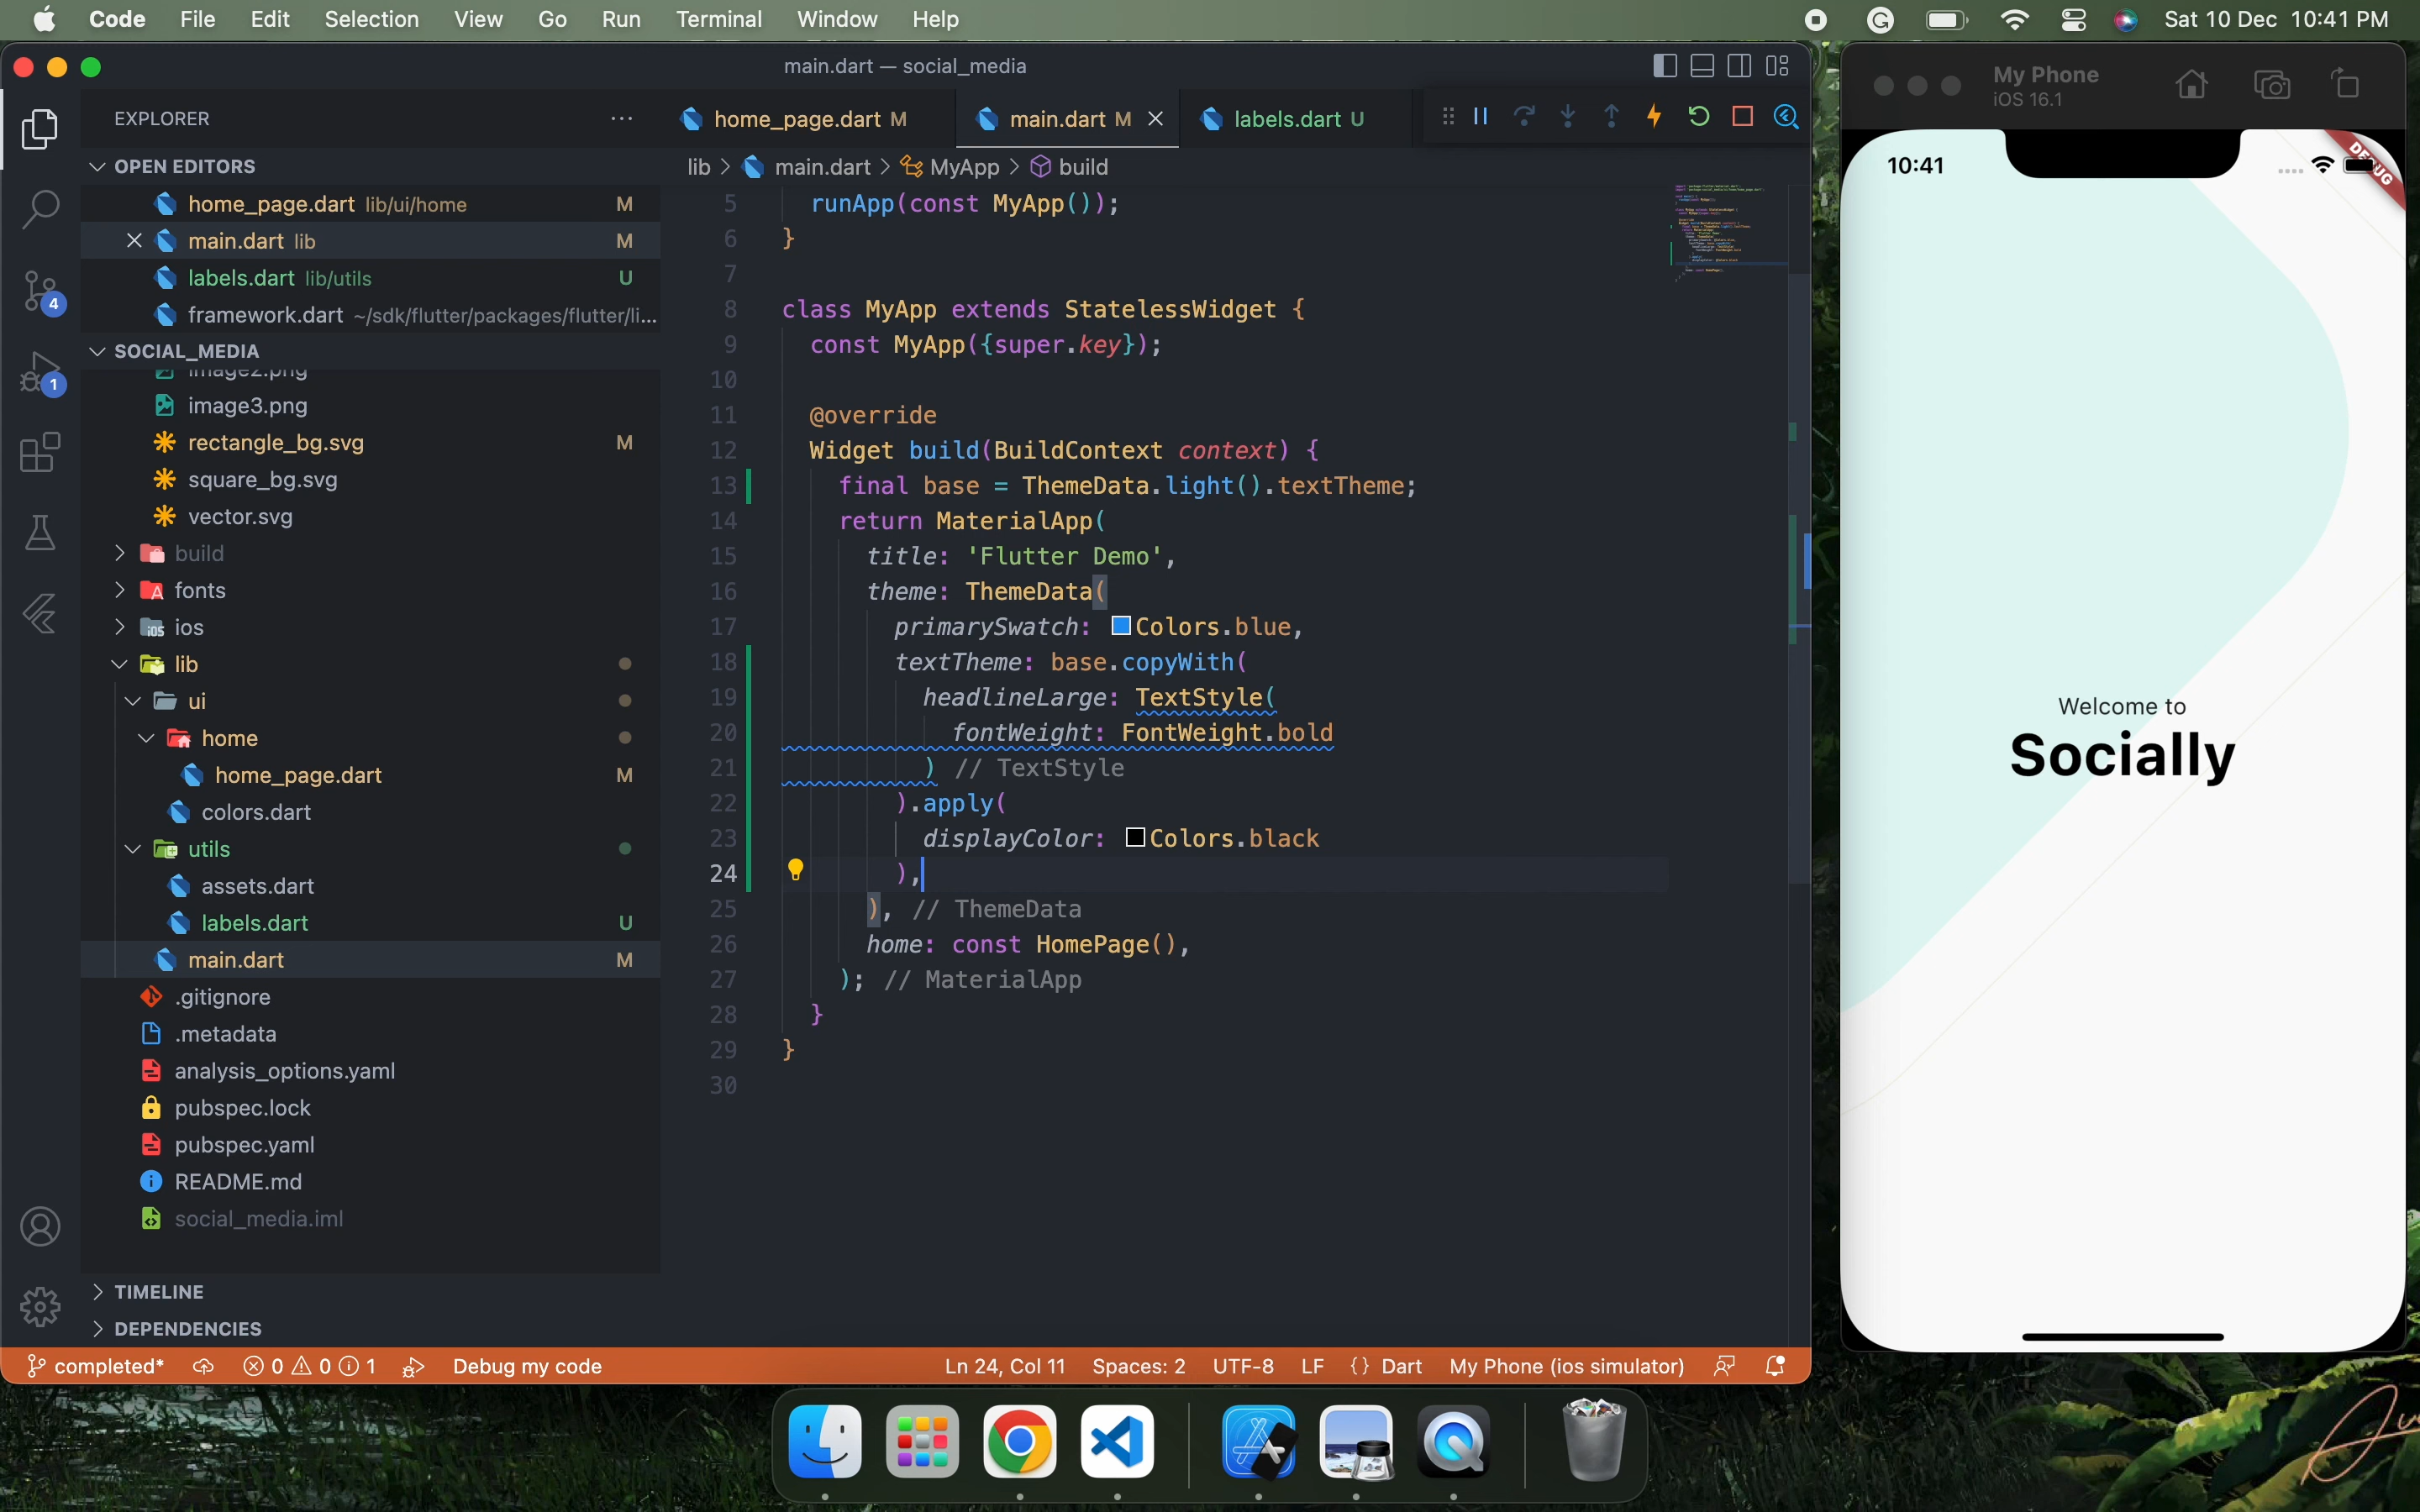 Code File Edit Selection View Go Run Terminal Window Help Sat 10 Dec 10:41 PM
main.dart — social_media
My Phone
iOS 16.1
EXPLORER
home_page.dart M main.dart M labels.dart U
OPEN EDITORS
lib > main.dart > MyApp > build
home_page.dart lib/ui/home M
main.dart lib M
labels.dart lib/utils U
framework.dart ~/sdk/flutter/packages/flutter/li...
SOCIAL_MEDIA
image2.png
image3.png
rectangle_bg.svg M
square_bg.svg
vector.svg
build
fonts
ios
lib
ui
home
home_page.dart M
colors.dart
utils
assets.dart
labels.dart U
main.dart M
.gitignore
.metadata
analysis_options.yaml
pubspec.lock
pubspec.yaml
README.md
social_media.iml
TIMELINE
DEPENDENCIES
4
1
5 runApp(const MyApp());
6 }
7
8 class MyApp extends StatelessWidget {
9 const MyApp({super.key});
10
11 @override
12 Widget build(BuildContext context) {
13 final base = ThemeData.light().textTheme;
14 return MaterialApp(
15 title: 'Flutter Demo',
16 theme: ThemeData(
17 primarySwatch: Colors.blue,
18 textTheme: base.copyWith(
19 headlineLarge: TextStyle(
20 fontWeight: FontWeight.bold
21 ) // TextStyle
22 ).apply(
23 displayColor: Colors.black
24 ),
25 ), // ThemeData
26 home: const HomePage(),
27 ); // MaterialApp
28 }
29 }
30
10:41
DEBUG
Welcome to
Socially
completed* 0 0 1 Debug my code Ln 24, Col 11 Spaces: 2 UTF-8 LF {} Dart My Phone (ios simulator)